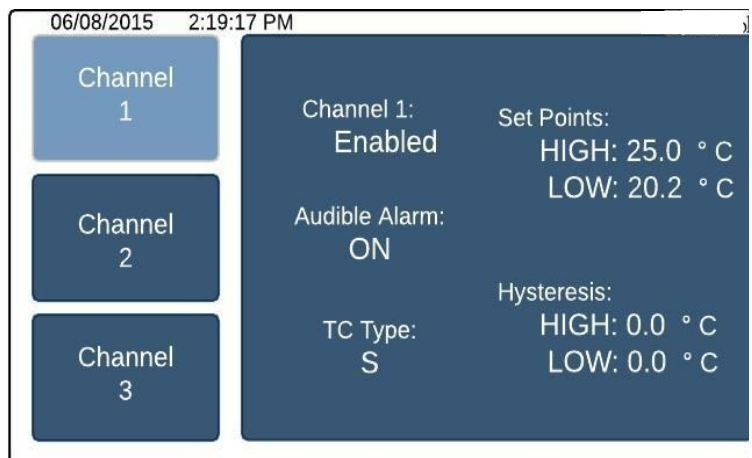 06/08/2015 2:19:17 PM
Channel
1
Channel
2
Channel
3
Channel 1:
Enabled
Audible Alarm:
ON
TC Type:
S
Set Points:
HIGH: 25.0 ° C
LOW: 20.2 ° C
Hysteresis:
HIGH: 0.0 ° C
LOW: 0.0 ° C